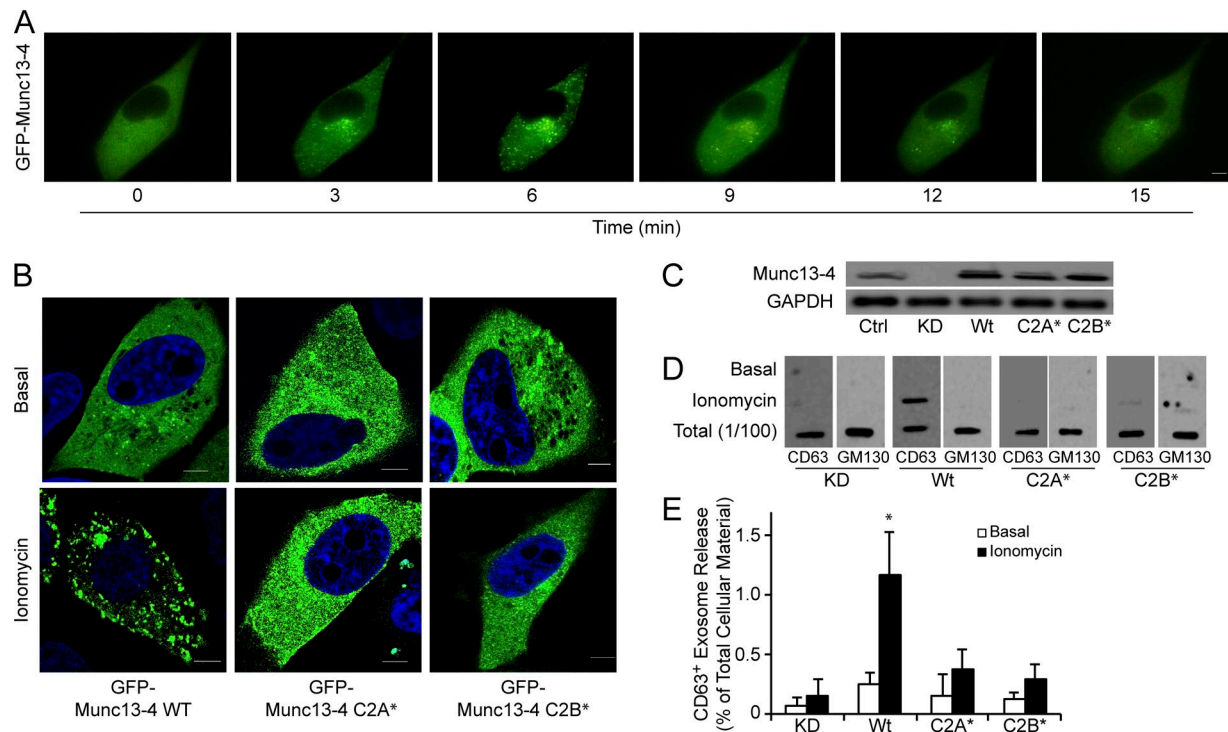 A
GFP-Munc13-4
0 3 6 9 12 15
Time (min)
B
Basal
Ionomycin
GFP-
Munc13-4 WT
GFP-
Munc13-4 C2A*
GFP-
Munc13-4 C2B*
C
Munc13-4
GAPDH
Ctrl KD Wt C2A* C2B*
D
Basal
Ionomycin
Total (1/100)
CD63 GM130 CD63 GM130 CD63 GM130 CD63 GM130
KD Wt C2A* C2B*
E
CD63⁺ Exosome Release
(% of Total Cellular Material)
1.5
1.0
0.5
0
*
Basal
Ionomycin
KD Wt C2A* C2B*